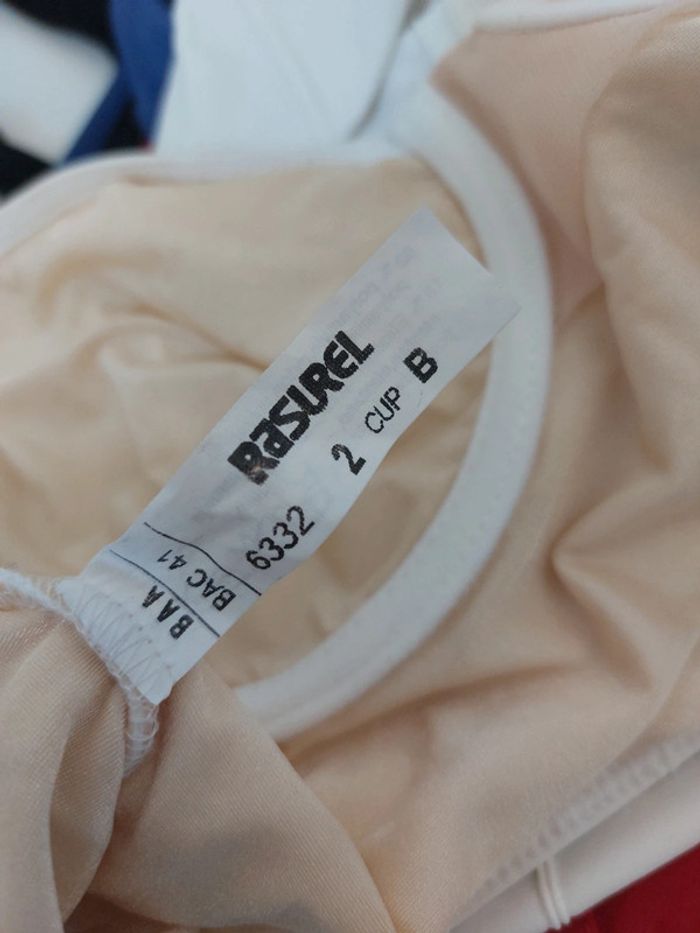 RaSUREL
6332 2 CUP B
BAC 41
BAA